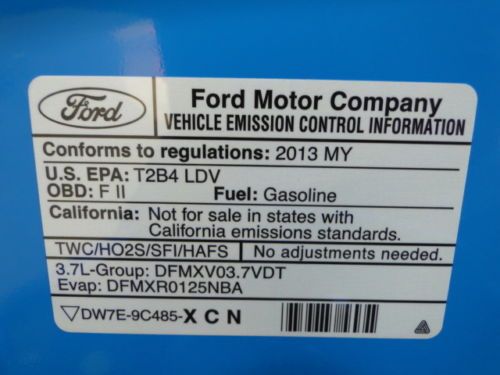 Ford
Ford Motor Company
VEHICLE EMISSION CONTROL INFORMATION
Conforms to regulations: 2013 MY
U.S. EPA: T2B4 LDV
OBD: F II Fuel: Gasoline
California: Not for sale in states with
California emissions standards.
TWC/HO2S/SFI/HAFS No adjustments needed.
3.7L-Group: DFMXV03.7VDT
Evap: DFMXR0125NBA
DW7E-9C485-X C N